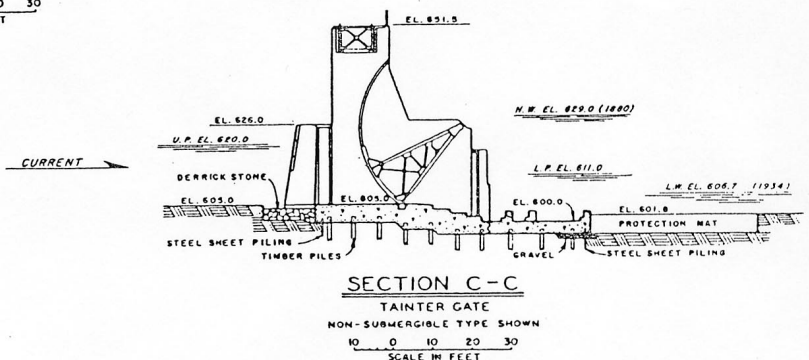 0 30
T
EL. 651.5
N.W. EL. 629.0 (1880)
EL. 626.0
U.P. EL. 620.0
CURRENT
L.P. EL. 611.0
DERRICK STONE
L.W. EL. 606.7 (1934)
EL. 605.0
EL. 605.0
EL. 600.0
EL. 601.8
PROTECTION MAT
STEEL SHEET PILING
TIMBER PILES
GRAVEL
STEEL SHEET PILING
SECTION C-C
TAINTER GATE
NON-SUBMERGIBLE TYPE SHOWN
10 0 10 20 30
SCALE IN FEET